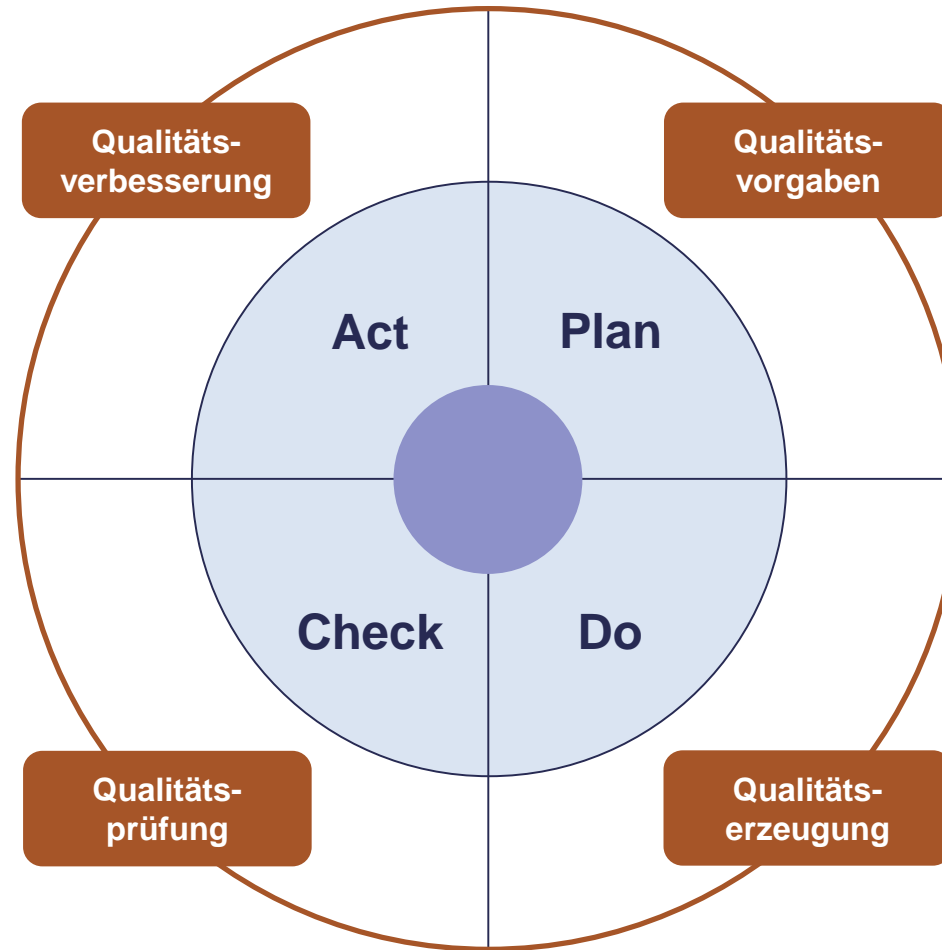 Qualitäts-
verbesserung
Qualitäts-
vorgaben
Act
Plan
Check
Do
Qualitäts-
prüfung
Qualitäts-
erzeugung